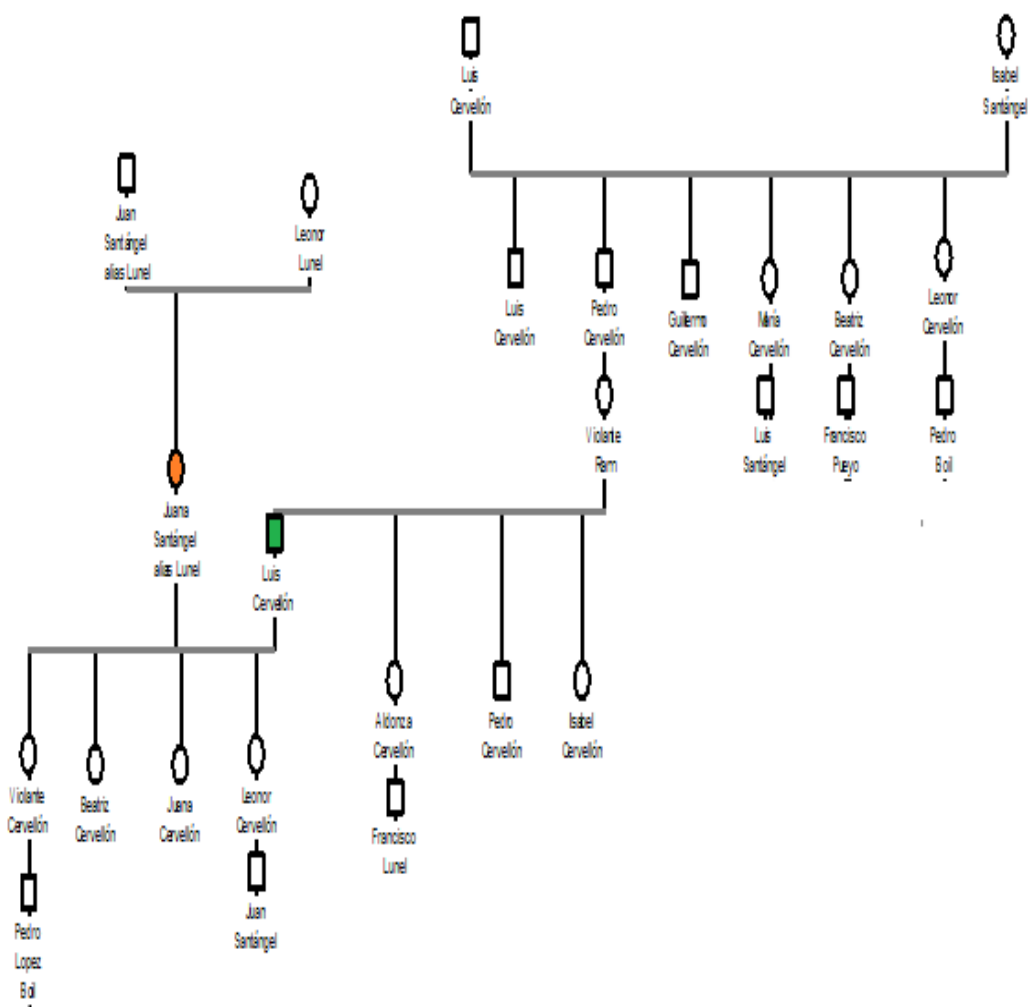 Luis
Cervellón
Isabel
Santángel
Juan
Santángel
alias Lunel
Leonor
Lunel
Luis
Cervellón
Pedro
Cervellón
Guillermo
Cervellón
María
Cervellón
Beatriz
Cervellón
Leonor
Cervellón
Violante
Ram
Luis
Santángel
Francisco
Pueyo
Pedro
Boil
Juana
Santángel
alias Lunel
Luis
Cervellón
Aldonza
Cervellón
Pedro
Cervellón
Isabel
Cervellón
Francisco
Lunel
Violante
Cervellón
Beatriz
Cervellón
Juana
Cervellón
Leonor
Cervellón
Pedro
Lopez
Boil
Juan
Santángel